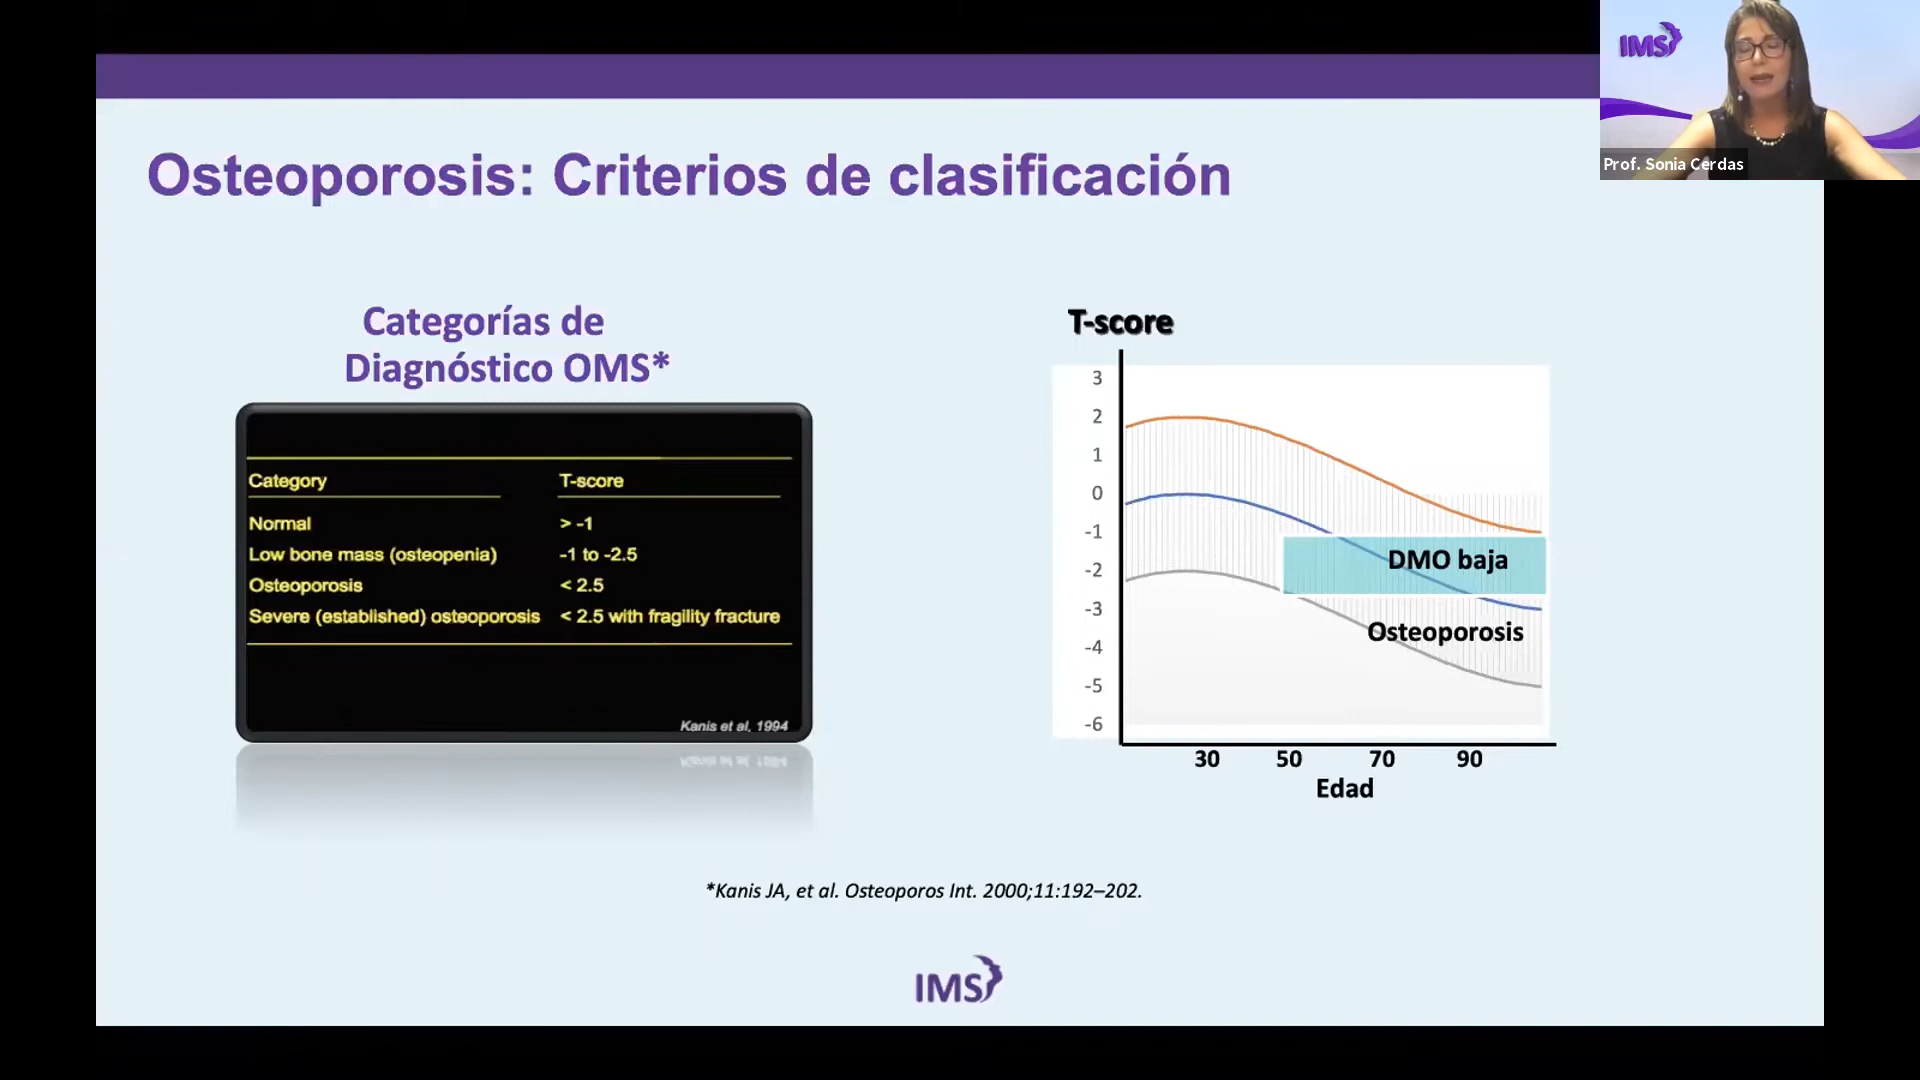 IMS
Prof. Sonia Cerdas
Osteoporosis: Criterios de clasificación
Categorías de
Diagnóstico OMS*
Category T-score
Normal > -1
Low bone mass (osteopenia) -1 to -2.5
Osteoporosis < 2.5
Severe (established) osteoporosis < 2.5 with fragility fracture
Kanis et al, 1994
T-score
3
2
1
0
-1
-2
-3
-4
-5
-6
DMO baja
Osteoporosis
30 50 70 90
Edad
*Kanis JA, et al. Osteoporos Int. 2000;11:192–202.
IMS